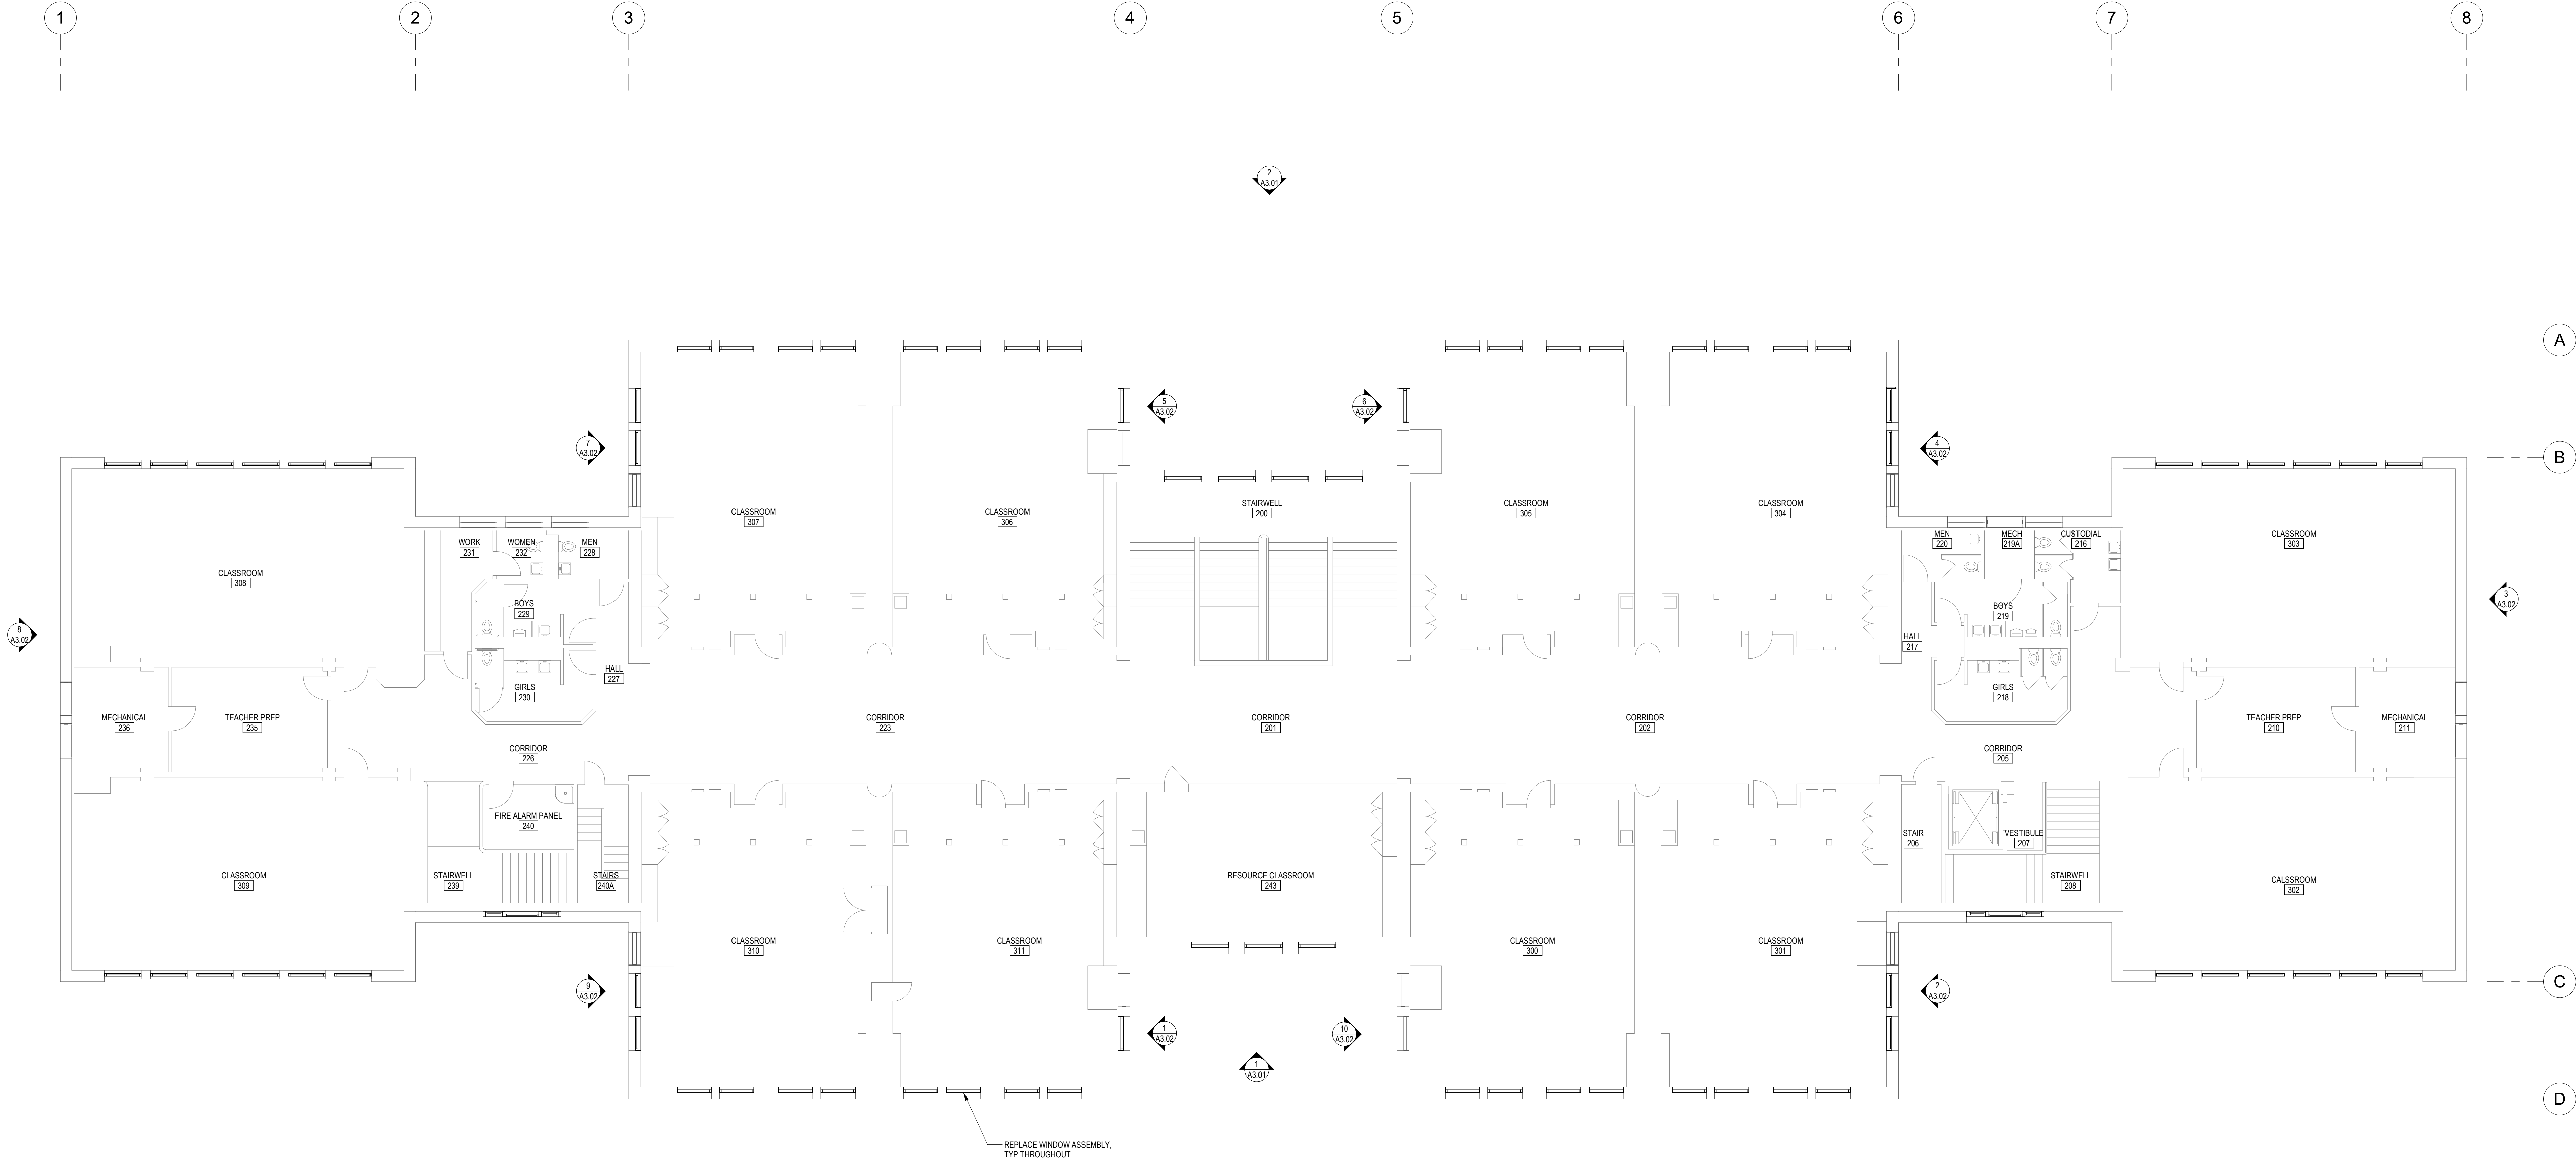 1
2
3
4
5
6
7
8
2
A3.01
A
5
A3.02
6
A3.02
7
A3.02
4
A3.02
B
STAIRWELL
200
CLASSROOM
307
CLASSROOM
306
CLASSROOM
305
CLASSROOM
304
WORK
231
WOMEN
232
MEN
228
MEN
220
MECH
219A
CUSTODIAL
216
CLASSROOM
303
CLASSROOM
308
BOYS
229
BOYS
219
3
A3.02
8
A3.02
HALL
217
HALL
227
GIRLS
230
GIRLS
218
MECHANICAL
236
TEACHER PREP
235
CORRIDOR
223
CORRIDOR
201
CORRIDOR
202
TEACHER PREP
210
MECHANICAL
211
CORRIDOR
226
CORRIDOR
205
FIRE ALARM PANEL
240
STAIR
206
VESTIBULE
207
CLASSROOM
309
STAIRWELL
239
STAIRS
240A
RESOURCE CLASSROOM
243
STAIRWELL
208
CALSSROOM
302
CLASSROOM
310
CLASSROOM
311
CLASSROOM
300
CLASSROOM
301
C
9
A3.02
2
A3.02
1
A3.02
10
A3.02
1
A3.01
D
REPLACE WINDOW ASSEMBLY,
TYP THROUGHOUT